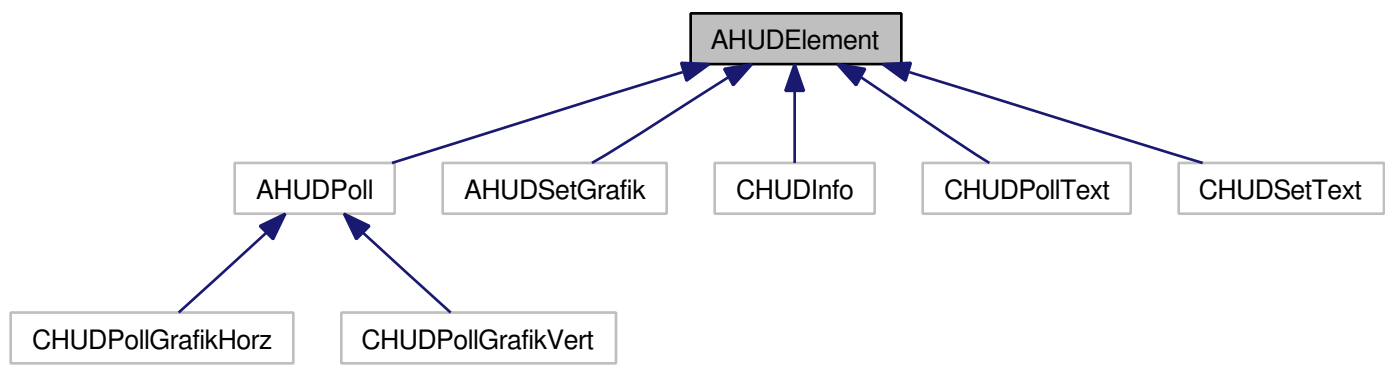 AHUDElement
AHUDPoll
AHUDSetGrafik
CHUDInfo
CHUDPollText
CHUDSetText
CHUDPollGrafikHorz
CHUDPollGrafikVert